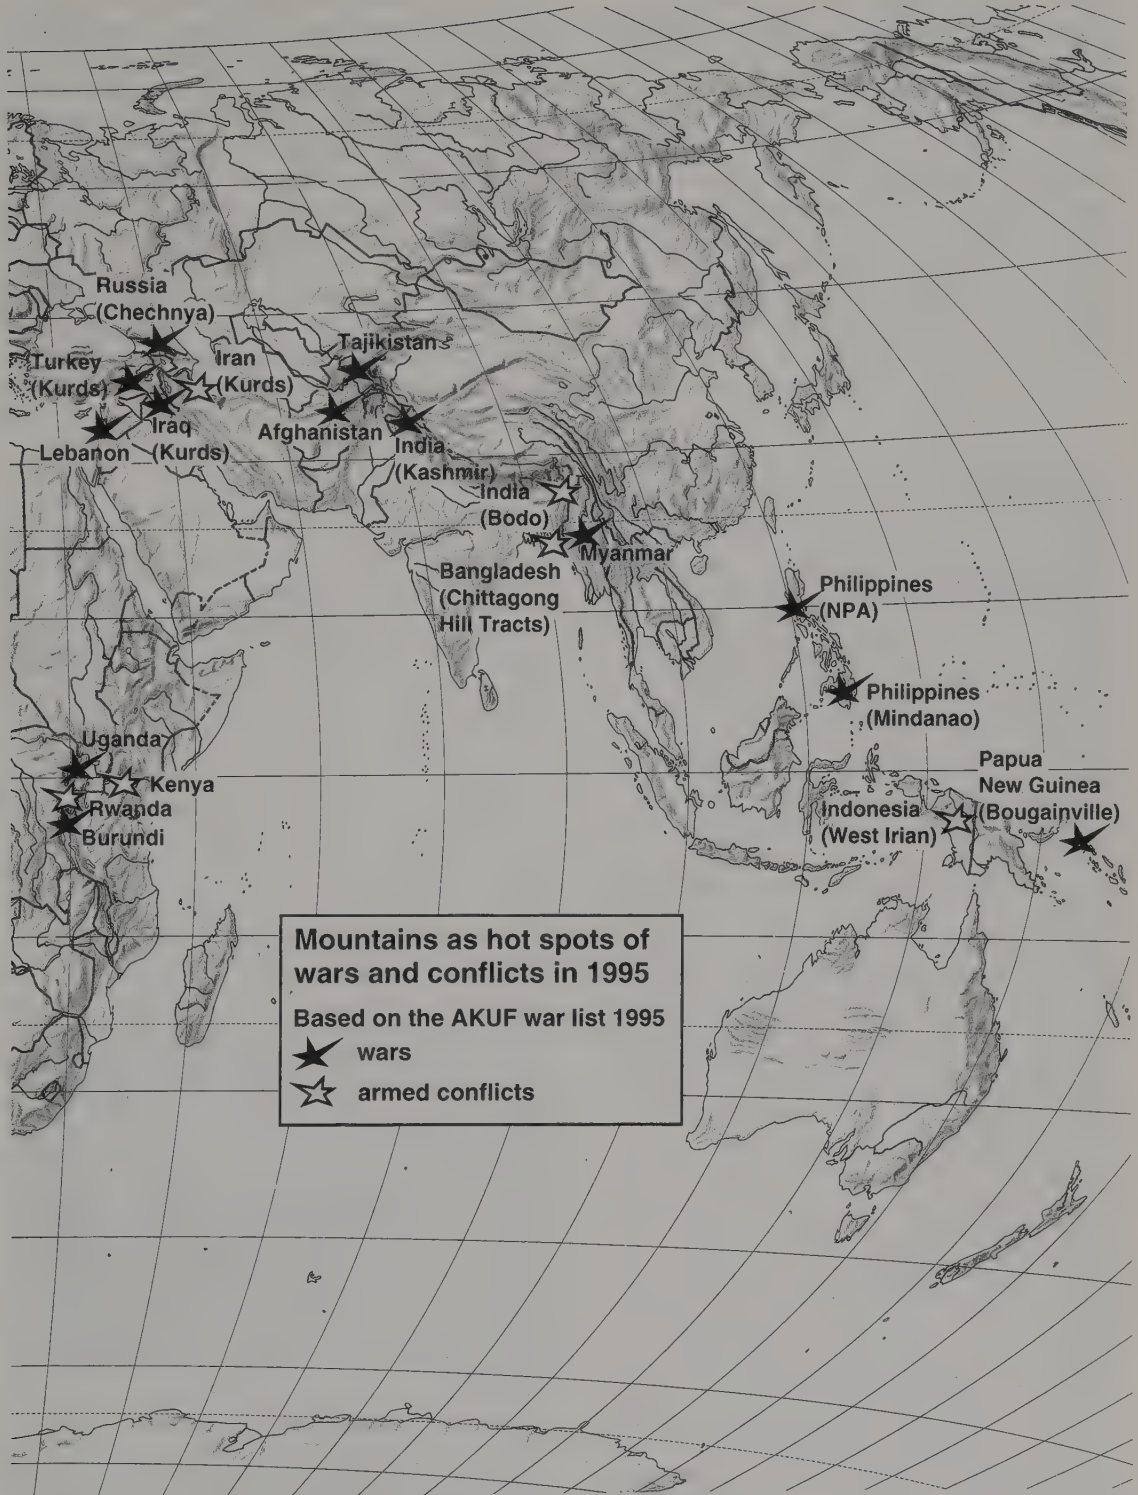 Russia
(Chechnya)
Turkey
(Kurds)
Iran
(Kurds)
Tajikistan
Iraq
(Kurds)
Lebanon
Afghanistan
India
(Kashmir)
India
(Bodo)
Myanmar
Bangladesh
(Chittagong
Hill Tracts)
Philippines
(NPA)
Philippines
(Mindanao)
Uganda
Kenya
Rwanda
Burundi
Papua
New Guinea
(Bougainville)
Indonesia
(West Irian)
Mountains as hot spots of
wars and conflicts in 1995
Based on the AKUF war list 1995
wars
armed conflicts